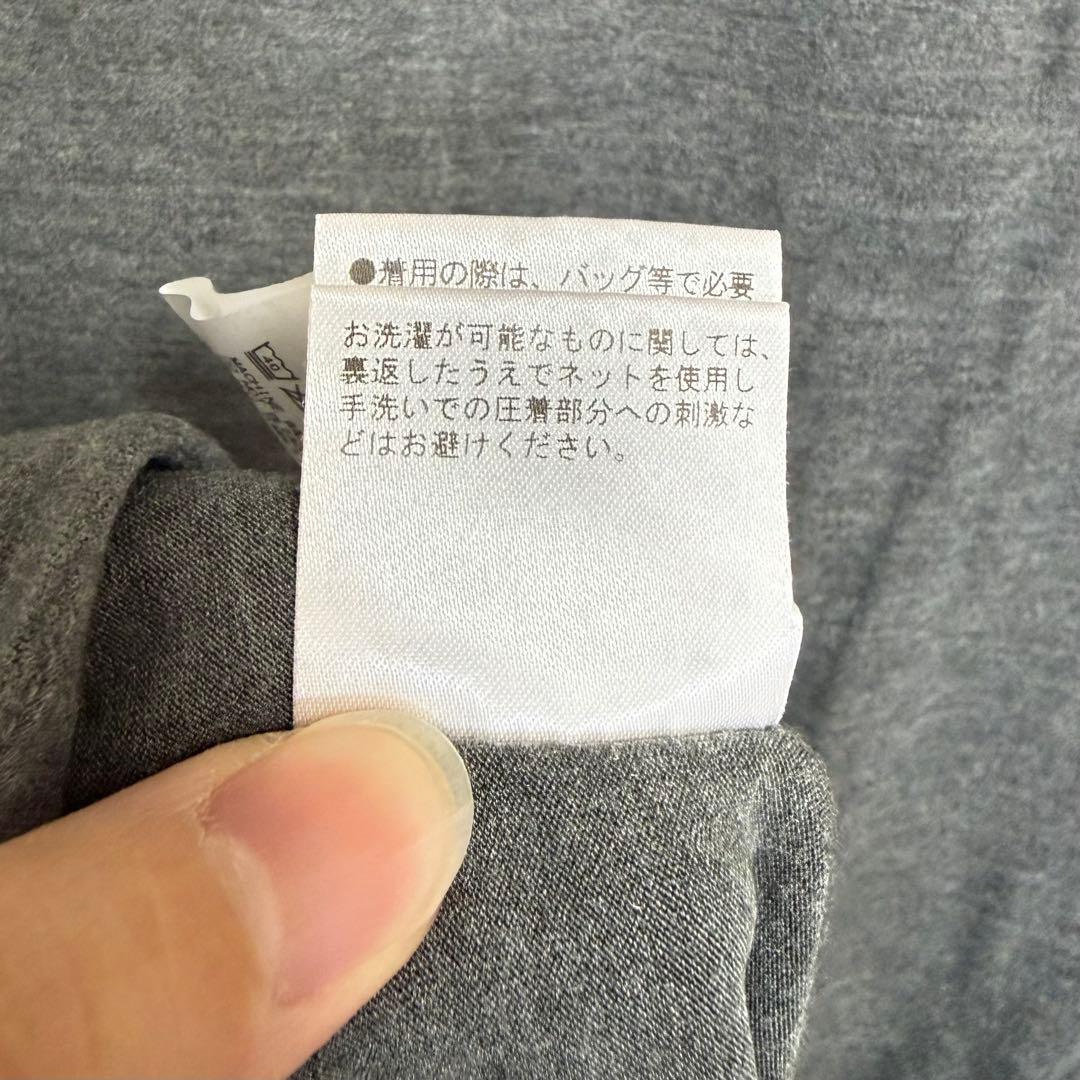 ●着用の際は、バッグ等で必要
お洗濯が可能なものに関しては、
裏返したうえでネットを使用し
手洗いでの圧着部分への刺激な
どはお避けください。
40
MACHINE